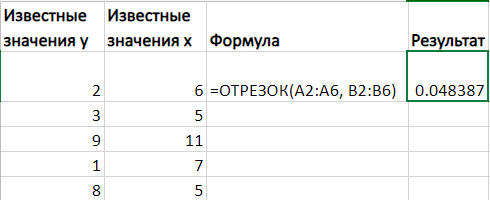 Известные значения y Известные значения x Формула Результат
2 6 =ОТРЕЗОК(A2:A6, B2:B6) 0.048387
3 5
9 11
1 7
8 5